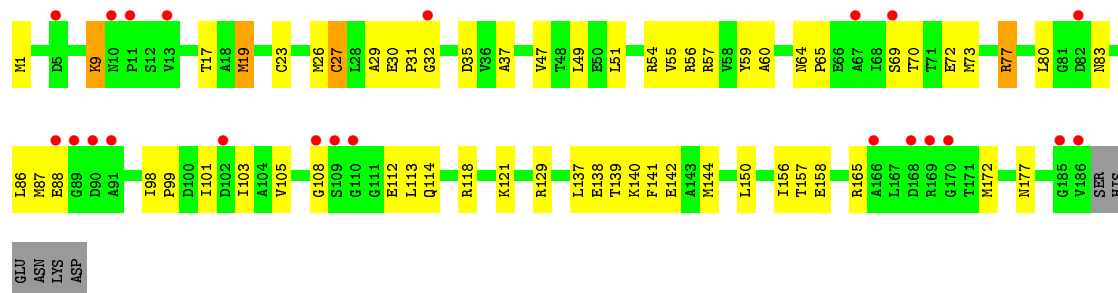 M1 D5 K9 N10 P11 S12 V13 T17 A18 M19 C23 M26 C27 L28 A29 E30 P31 G32 D35 V36 A37 V47 T48 L49 E50 L51 R54 V55 R56 R57 V58 Y59 A60 N64 P65 E66 A67 I68 S69 T70 T71 E72 M73 R77 L80 G81 D82 N83
L86 M87 E88 G89 D90 A91 I98 P99 D100 I101 D102 I103 A104 V105 G108 S109 G110 G111 E112 L113 Q114 R118 K121 R129 L137 E138 T139 K140 F141 E142 A143 M144 L150 I156 T157 E158 R165 A166 L167 D168 R169 G170 T171 M172 N177 G185 V186 SER HIS
GLU ASN LYS ASP